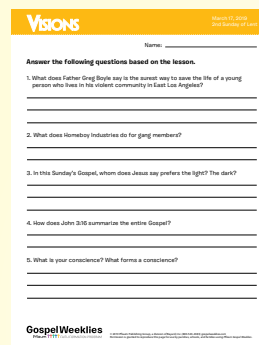 VISIONS
March 17, 2019
2nd Sunday of Lent
Name:
Answer the following questions based on the lesson.
1. What does Father Greg Boyle say is the surest way to save the life of a young
person who lives in his violent community in East Los Angeles?
2. What does Homeboy Industries do for gang members?
3. In this Sunday's Gospel, whom does Jesus say prefers the light? The dark?
4. How does John 3:16 summarize the entire Gospel?
5. What is your conscience? What forms a conscience?
GospelWeeklies
Pflaum